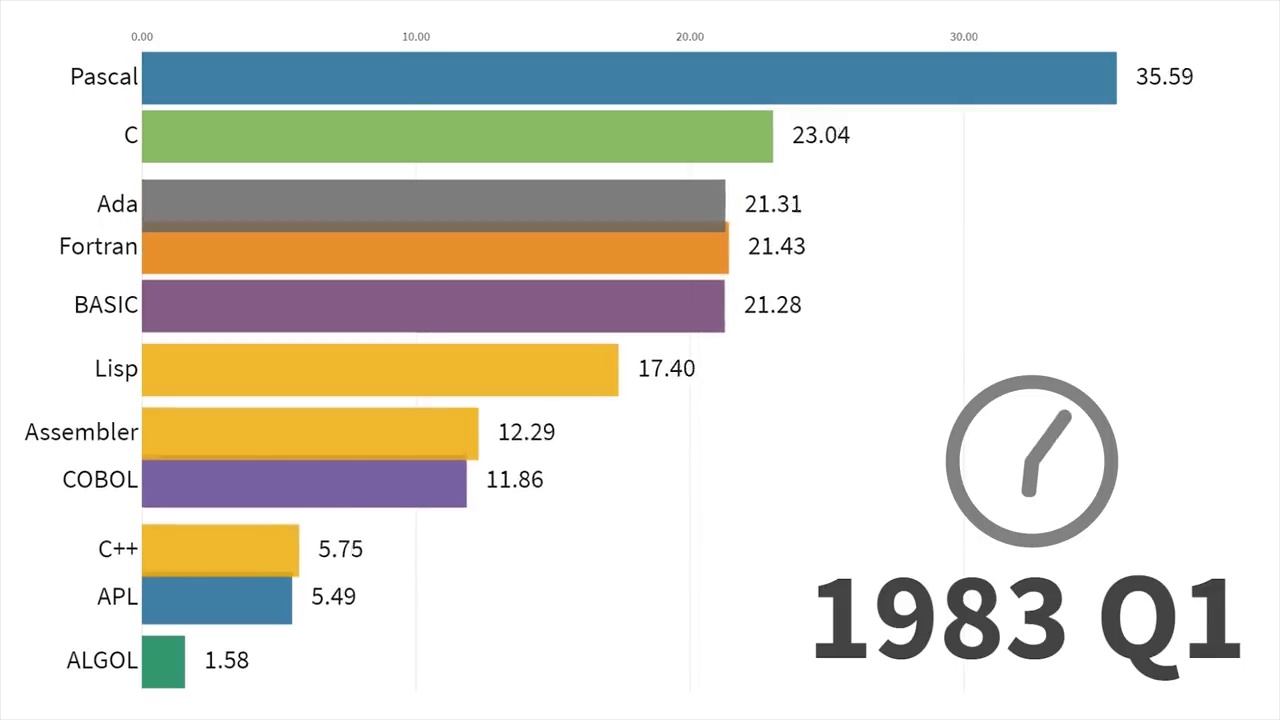 0.00 10.00 20.00 30.00
Pascal 35.59
C 23.04
Ada 21.31
Fortran 21.43
BASIC 21.28
Lisp 17.40
Assembler 12.29
COBOL 11.86
C++ 5.75
APL 5.49
ALGOL 1.58
1983 Q1